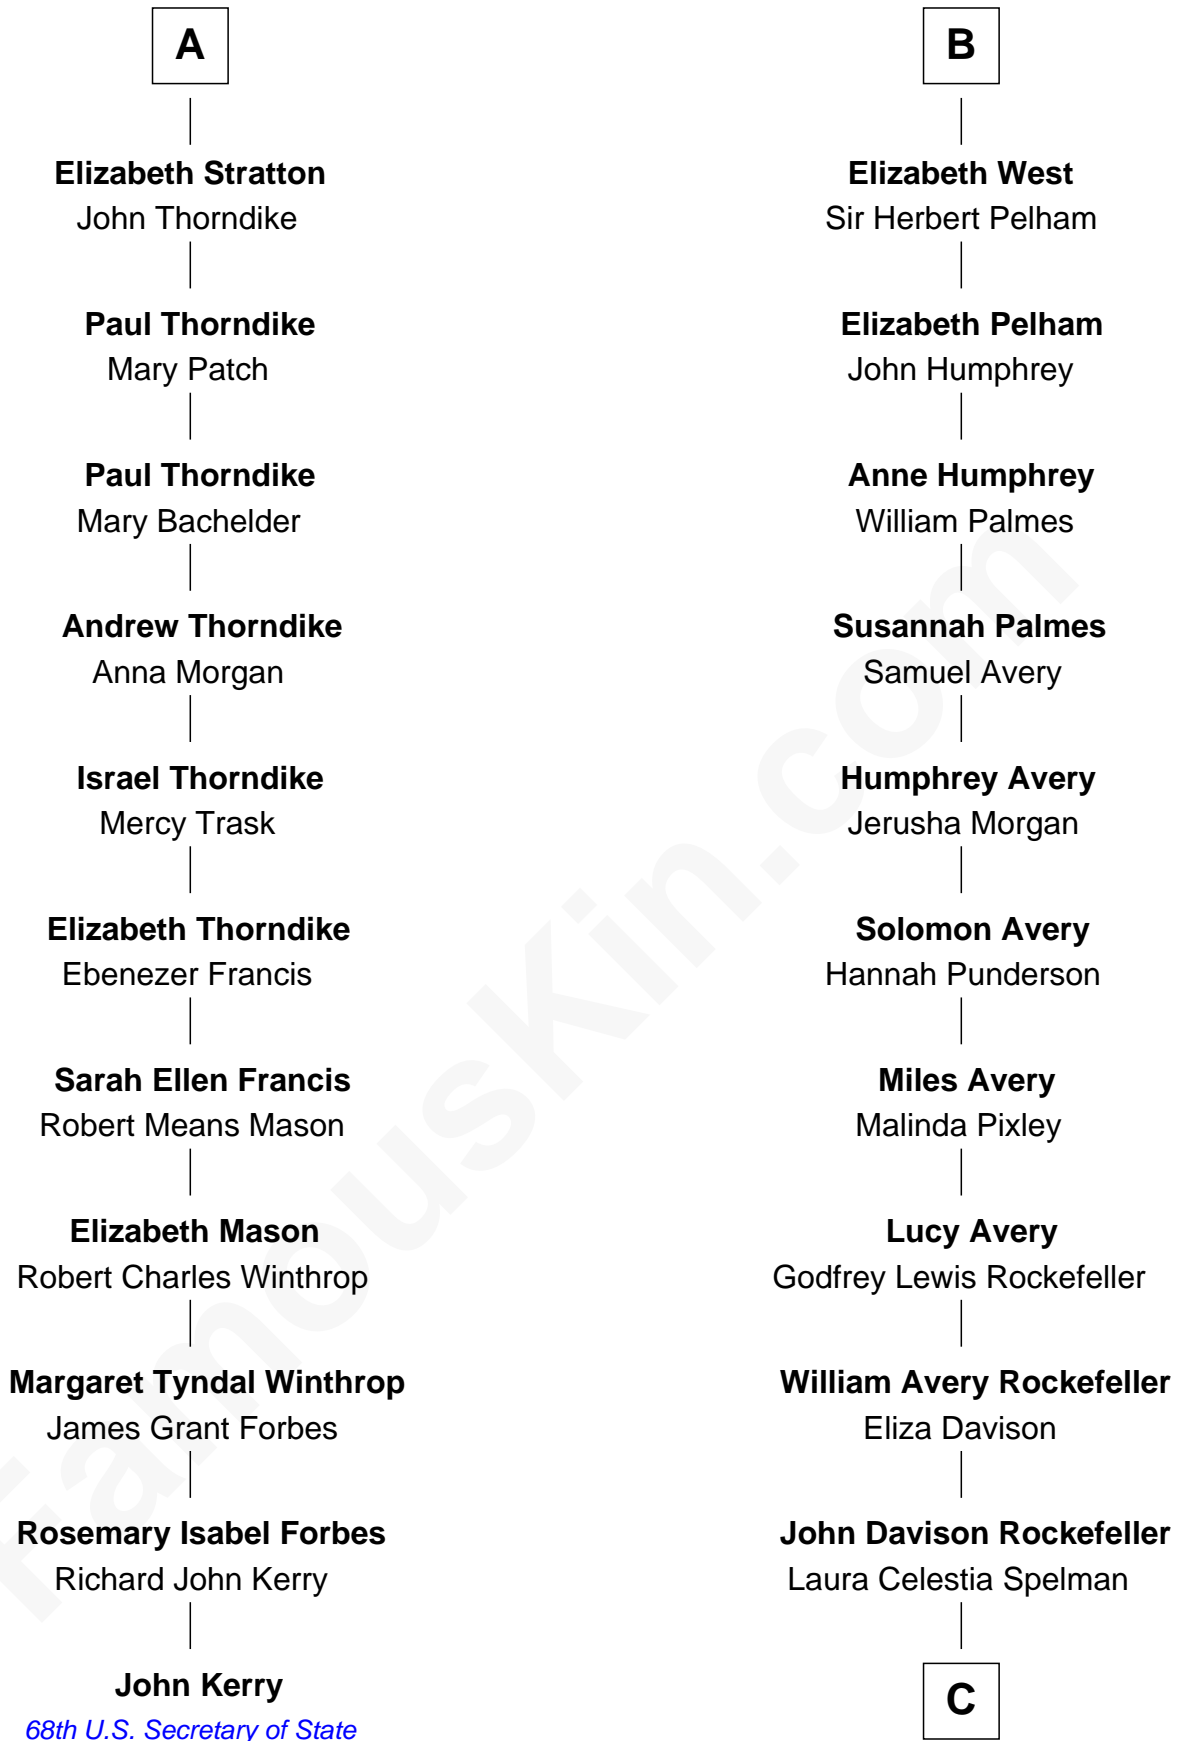 A
Elizabeth Stratton
John Thorndike
Paul Thorndike
Mary Patch
Paul Thorndike
Mary Bachelder
Andrew Thorndike
Anna Morgan
Israel Thorndike
Mercy Trask
Elizabeth Thorndike
Ebenezer Francis
Sarah Ellen Francis
Robert Means Mason
Elizabeth Mason
Robert Charles Winthrop
Margaret Tyndal Winthrop
James Grant Forbes
Rosemary Isabel Forbes
Richard John Kerry
John Kerry
68th U.S. Secretary of State
B
Elizabeth West
Sir Herbert Pelham
Elizabeth Pelham
John Humphrey
Anne Humphrey
William Palmes
Susannah Palmes
Samuel Avery
Humphrey Avery
Jerusha Morgan
Solomon Avery
Hannah Punderson
Miles Avery
Malinda Pixley
Lucy Avery
Godfrey Lewis Rockefeller
William Avery Rockefeller
Eliza Davison
John Davison Rockefeller
Laura Celestia Spelman
C
FamousKin.com